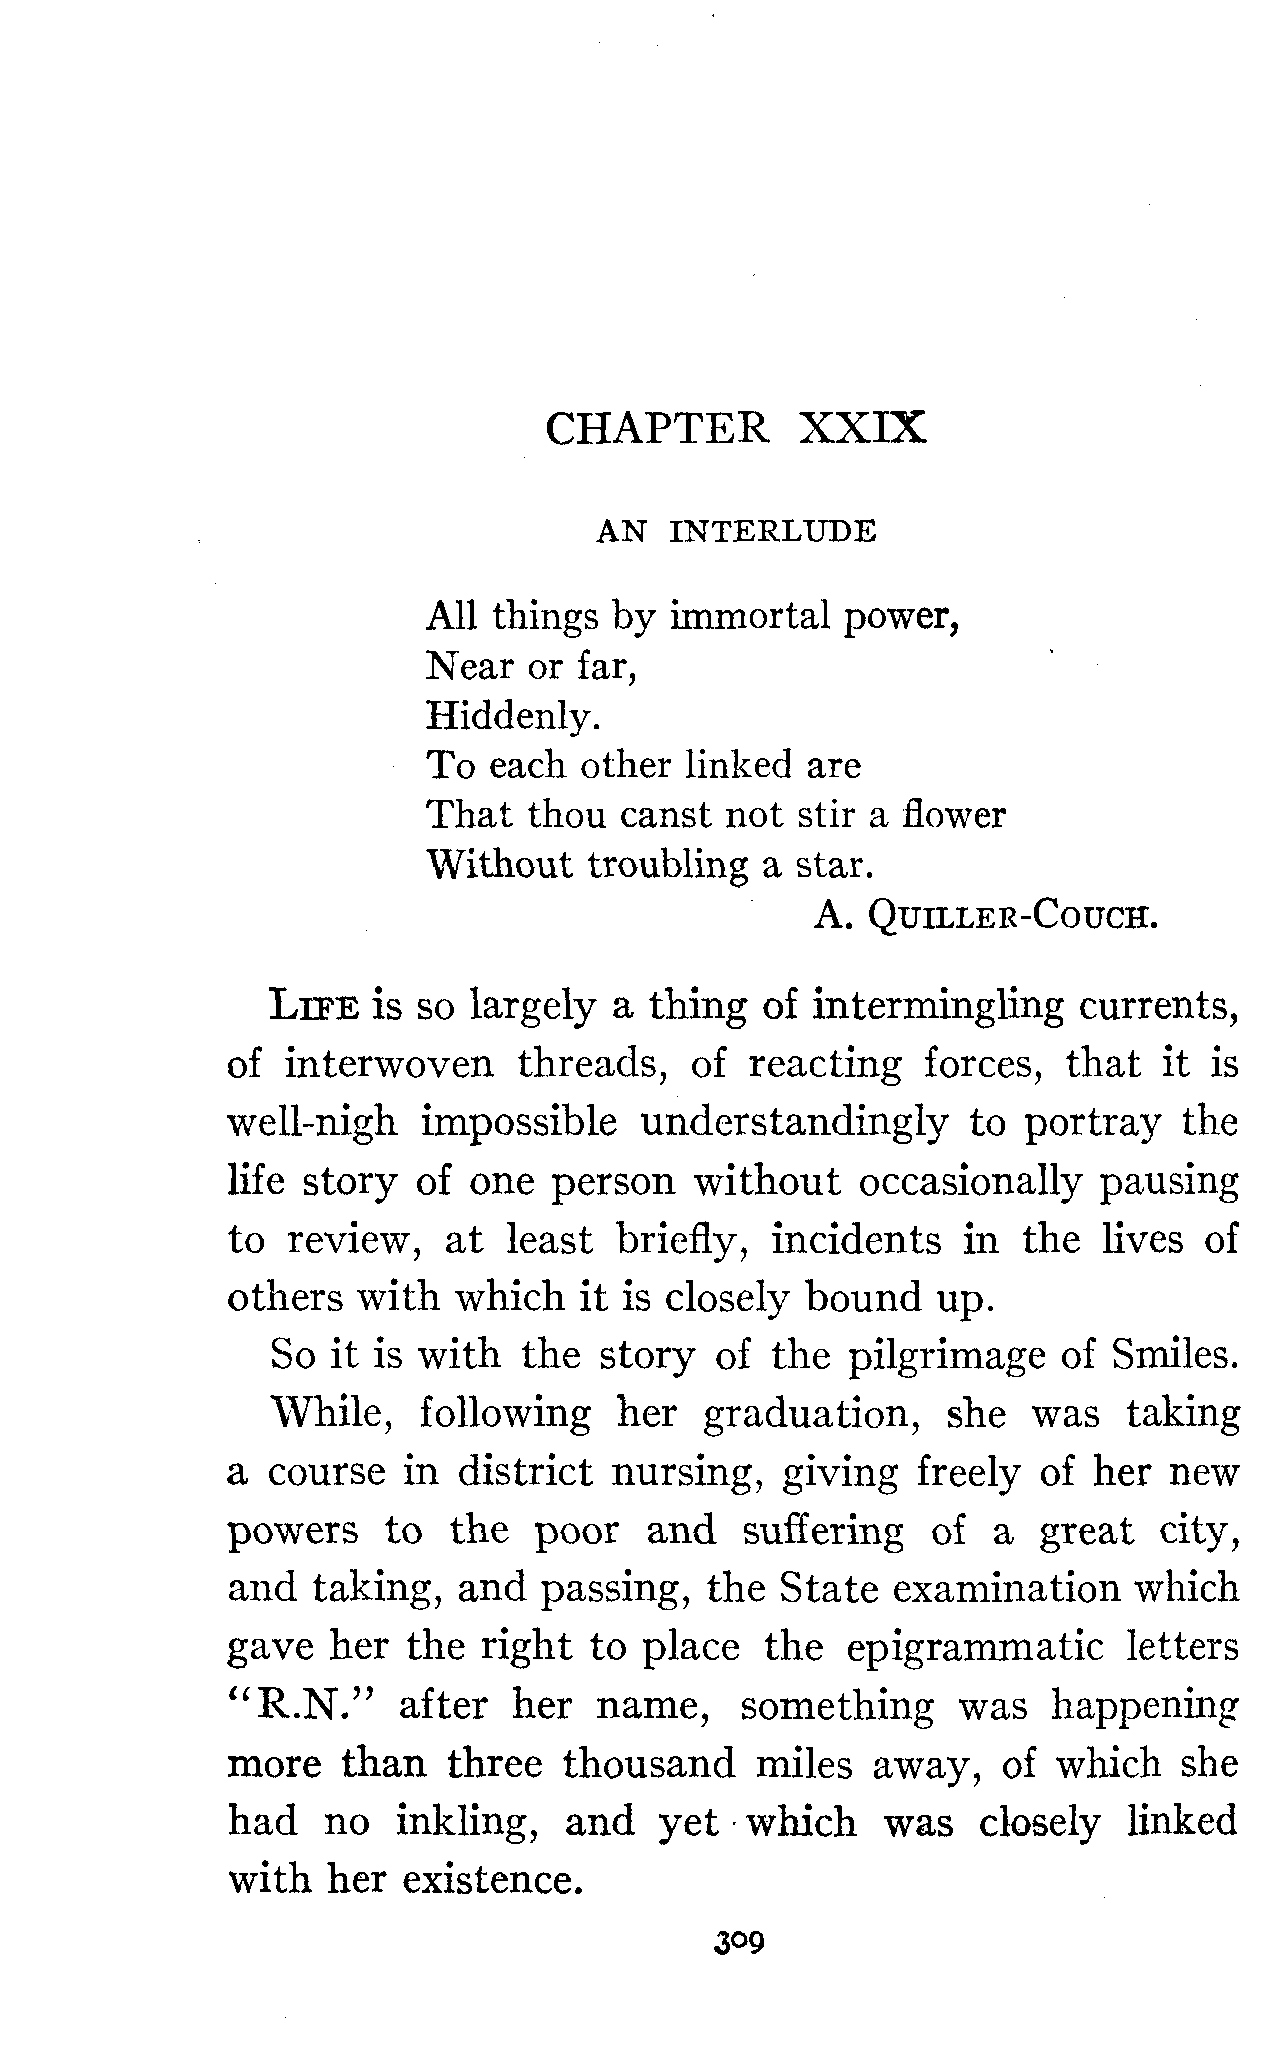 CHAPTER XXIX
AN INTERLUDE
All things by immortal power,
Near or far,
Hiddenly.
To each other linked are
That thou canst not stir a flower
Without troubling a star.
A. QUILLER-COUCH.
LIFE is so largely a thing of intermingling currents,
of interwoven threads, of reacting forces, that it is
well-nigh impossible understandingly to portray the
life story of one person without occasionally pausing
to review, at least briefly, incidents in the lives of
others with which it is closely bound up.
So it is with the story of the pilgrimage of Smiles.
While, following her graduation, she was taking
a course in district nursing, giving freely of her new
powers to the poor and suffering of a great city,
and taking, and passing, the State examination which
gave her the right to place the epigrammatic letters
“R.N.” after her name, something was happening
more than three thousand miles away, of which she
had no inkling, and yet which was closely linked
with her existence.
309